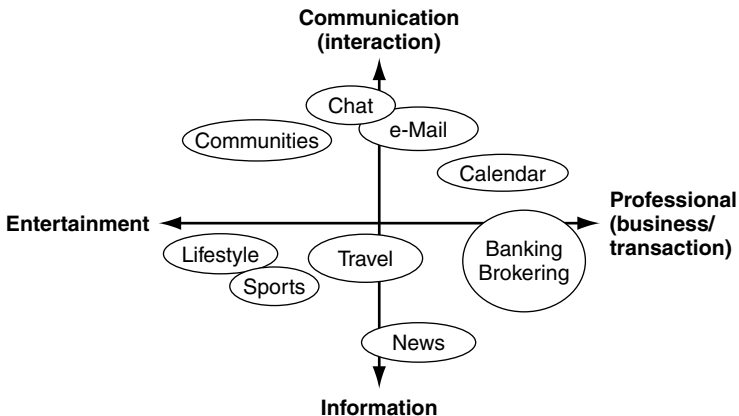 Communication
(interaction)
Chat
e-Mail
Communities
Calendar
Entertainment
Professional
(business/
transaction)
Lifestyle
Sports
Travel
Banking
Brokering
News
Information